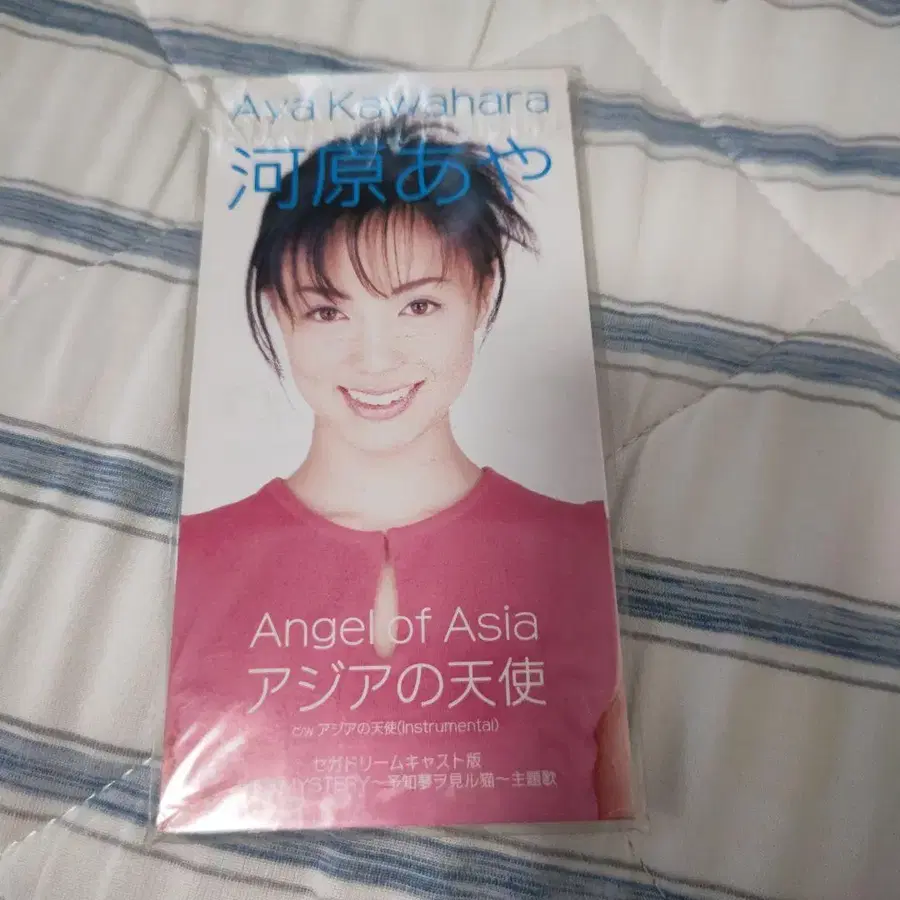 Aya Kawahara
河原あや
Angel of Asia
アジアの天使
c/w アジアの天使(instrumental)
セガドリームキャスト版
MYSTERY～予知夢ヲ見ル猫～主題歌